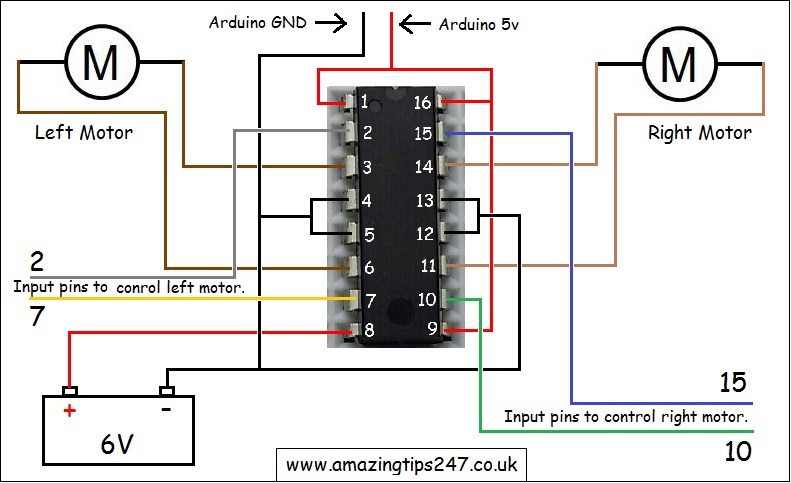 Arduino GND
Arduino 5v
M
M
Left Motor
Right Motor
1
16
2
15
3
14
4
13
5
12
6
11
7
10
8
9
2
Input pins to conrol left motor.
7
15
Input pins to control right motor.
10
+
-
6V
www.amazingtips247.co.uk